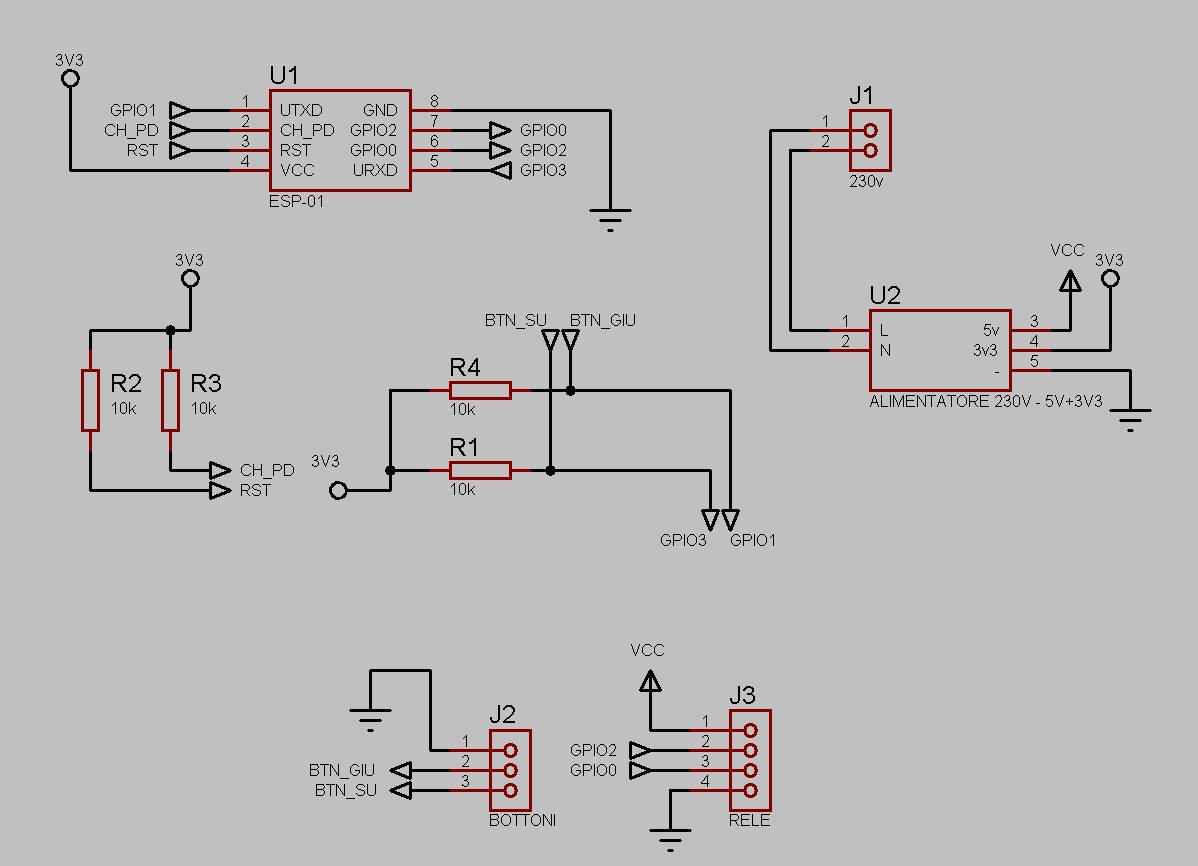 3V3
U1
GPIO1 1 UTXD GND 8
CH_PD 2 CH_PD GPIO2 7 GPIO0
RST 3 RST GPIO0 6 GPIO2
4 VCC URXD 5 GPIO3
ESP-01
J1
1
2
230v
3V3
R2
10k
R3
10k
CH_PD
RST
BTN_SU BTN_GIU
R4
10k
R1
10k
3V3
GPIO3 GPIO1
VCC 3V3
U2
1 L 5v 3
2 N 3v3 4
- 5
ALIMENTATORE 230V - 5V+3V3
J2
1
BTN_GIU 2
BTN_SU 3
BOTTONI
VCC
J3
1
GPIO2 2
GPIO0 3
4
RELE